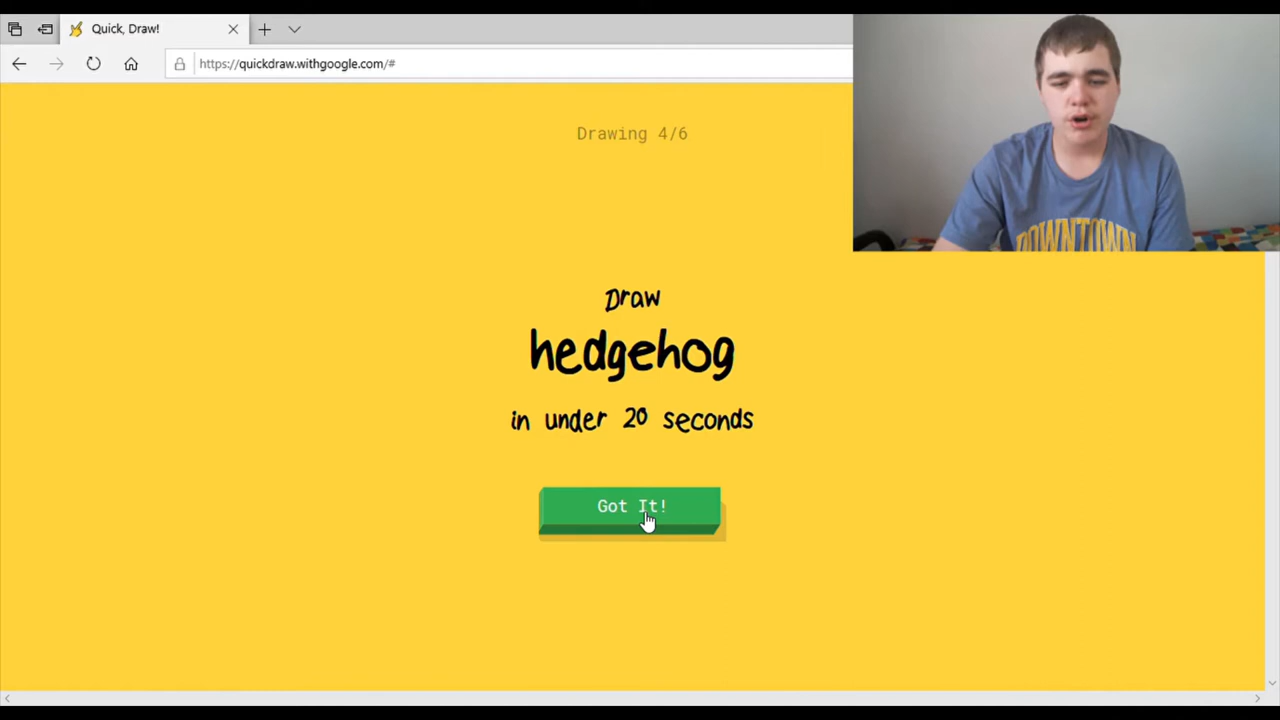 Quick, Draw!
https://quickdraw.withgoogle.com/#
Drawing 4/6
Draw
hedgehog
in under 20 seconds
Got It!
DOWNTOWN